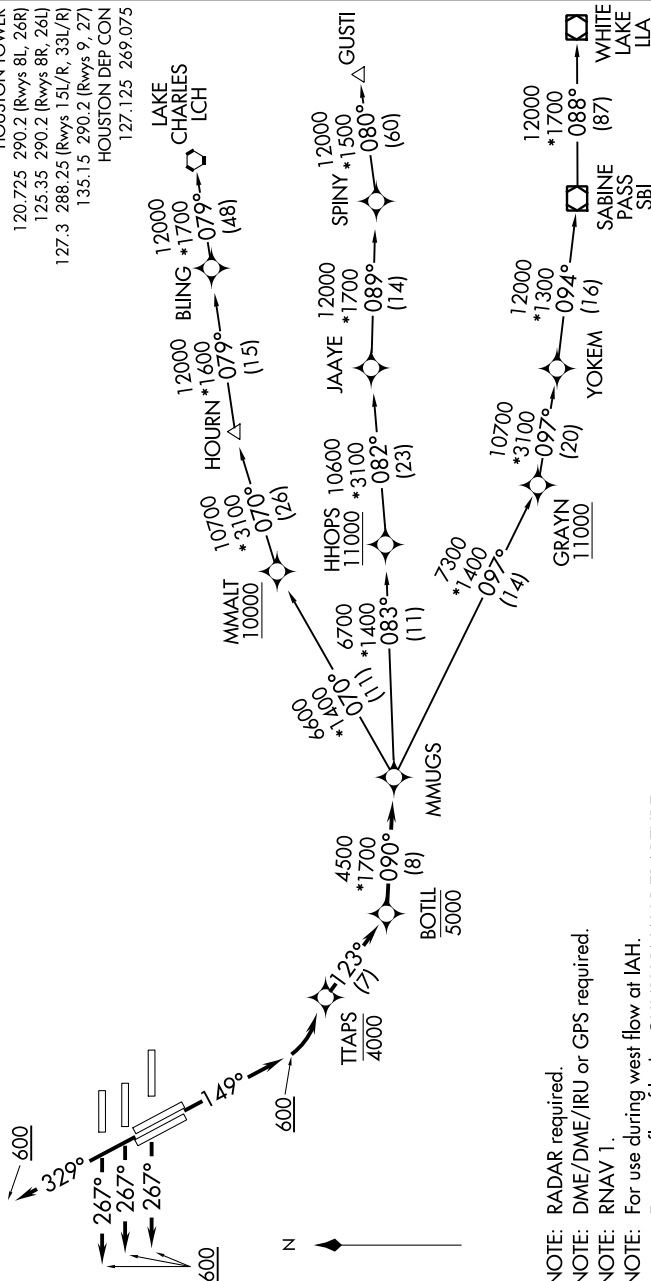 HOUSTON TOWER
120.725 290.2 (Rwys 8L, 26R)
125.35 290.2 (Rwys 8R, 26L)
127.3 288.25 (Rwys 15L/R, 33L/R)
135.15 290.2 (Rwys 9, 27)
HOUSTON DEP CON
127.125 269.075
LAKE
CHARLES
LCH
12000
*1700
079°
(48)
BLING
12000
*1600
079°
(15)
HOURN
10700
*3100
070°
(26)
MMALT
10000
6600
*1400
070°
(11)
GUSTI
12000
*1500
080°
(60)
SPINY
12000
*1700
089°
(14)
JAAYE
10600
*3100
082°
(23)
HHOPS
11000
6700
*1400
083°
(11)
WHITE
LAKE
LLA
12000
*1700
088°
(87)
SABINE
PASS
SBI
12000
*1300
094°
(16)
YOKEM
10700
*3100
097°
(20)
GRAYN
11000
7300
*1400
097°
(14)
MMUGS
4500
*1700
090°
(8)
BOTLL
5000
123°
(7)
TTAPS
4000
149°
600
600
329°
267°
267°
267°
600
N
NOTE: RADAR required.
NOTE: DME/DME/IRU or GPS required.
NOTE: RNAV 1.
NOTE: For use during west flow at IAH.